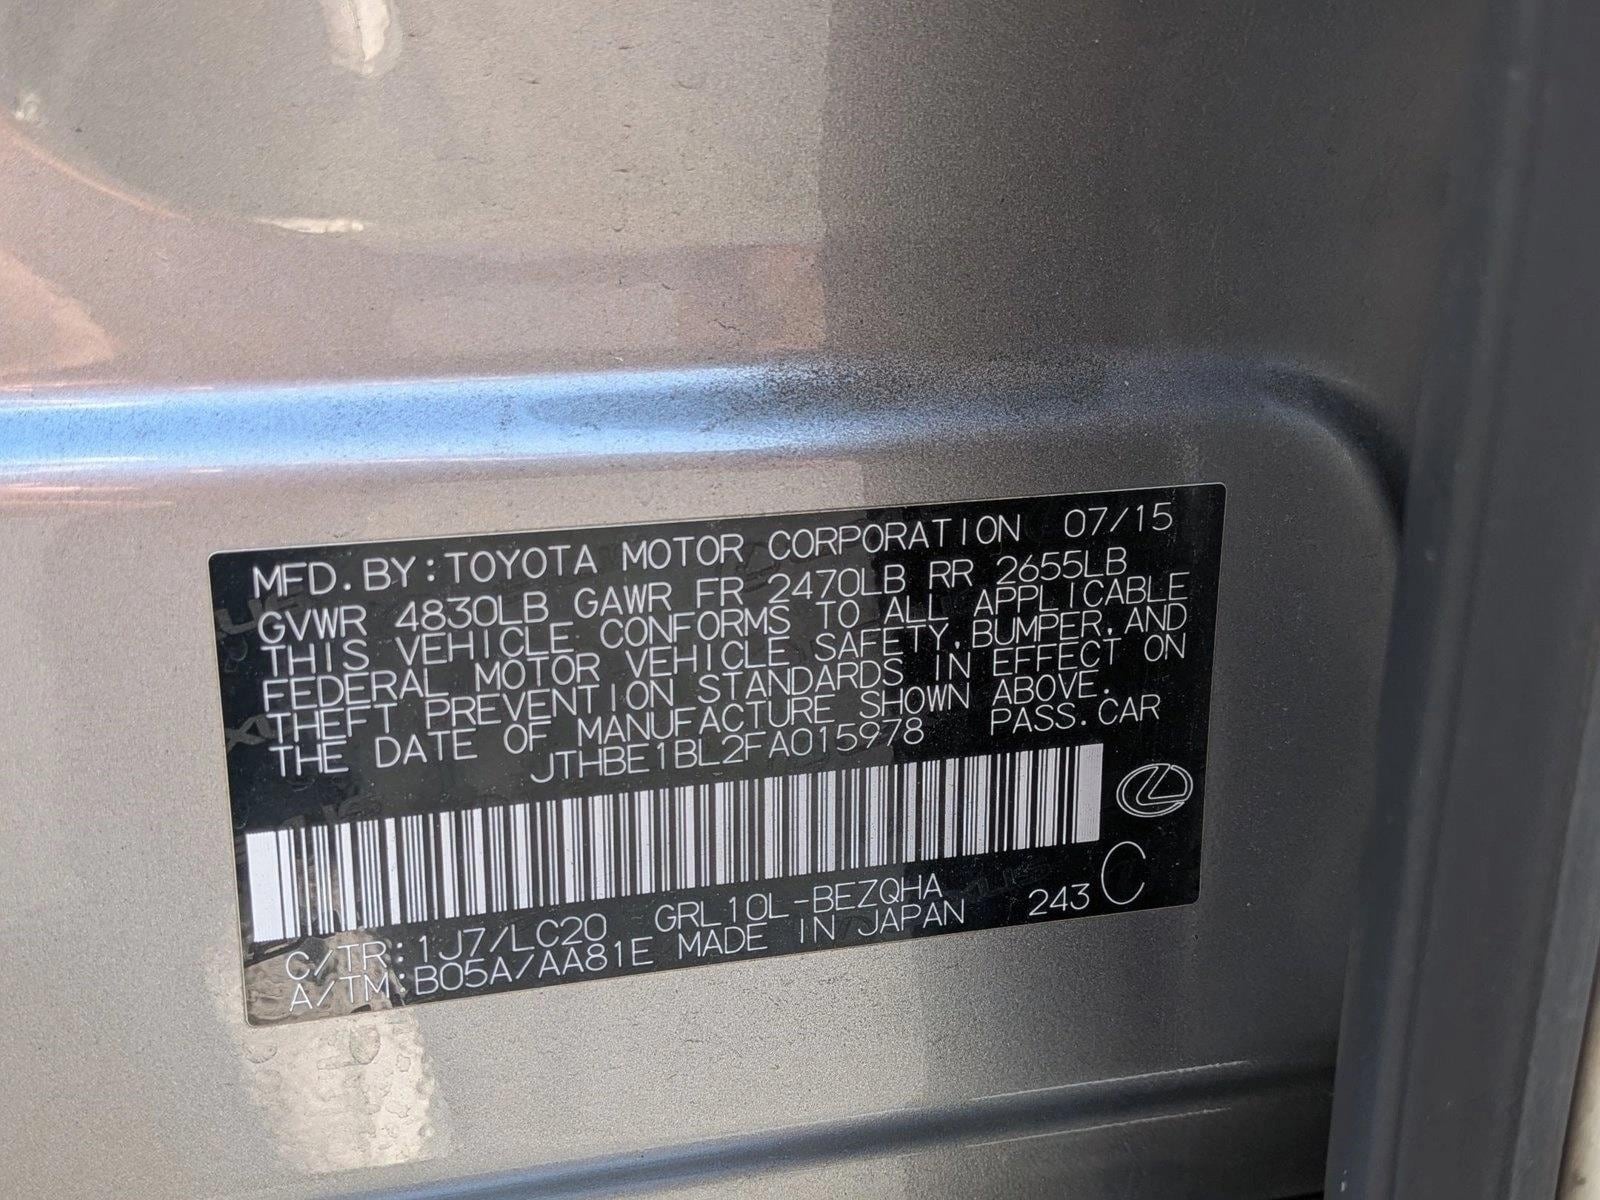 MFD.BY:TOYOTA MOTOR CORPORATION 07/15
GVWR 4830LB GAWR FR 2470LB RR 2655LB
THIS VEHICLE CONFORMS TO ALL APPLICABLE
FEDERAL MOTOR VEHICLE SAFETY,BUMPER,AND
THEFT PREVENTION STANDARDS IN EFFECT ON
THE DATE OF MANUFACTURE SHOWN ABOVE.
JTHBE1BL2FA015978 PASS.CAR
C/TR:1J7/LC20 GRL10L-BEZQHA
A/TM:B05A/AA81E MADE IN JAPAN 243 C